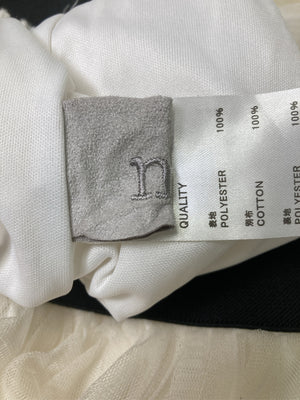 n
QUALITY
表地
POLYESTER 100%
別布
COTTON 100%
裏地
POLYESTER 100%